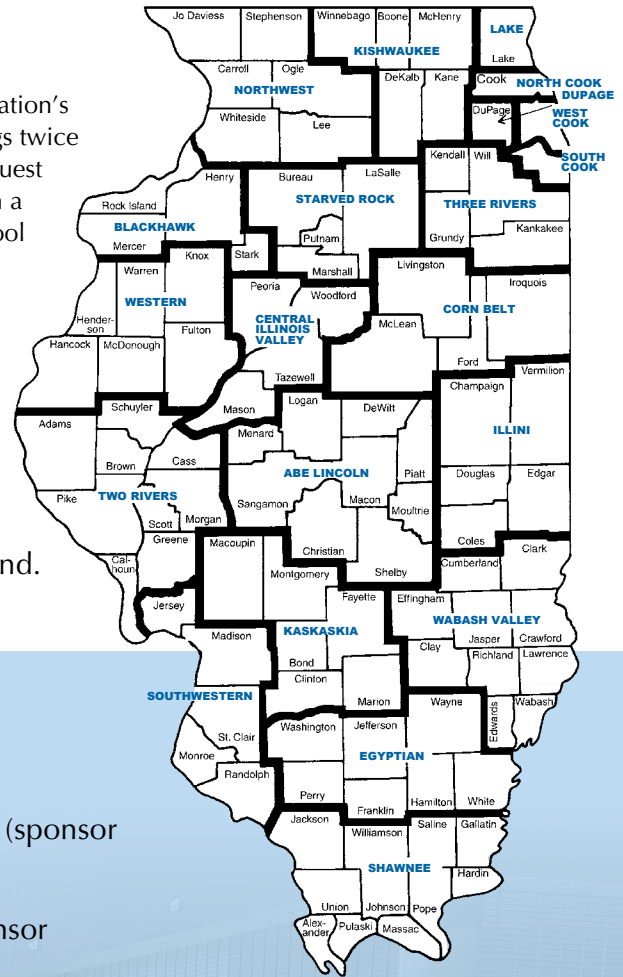 Jo Daviess
Stephenson
Winnebago
Boone
McHenry
LAKE
KISHWAUKEE
Lake
Carroll
Ogle
DeKalb
Kane
Cook
NORTH COOK
NORTHWEST
DUPAGE
ation's
DuPage
WEST
COOK
gs twice
Whiteside
Lee
uest
Kendall
Will
SOUTH
COOK
n a
Henry
Bureau
LaSalle
ool
Rock Island
STARVED ROCK
THREE RIVERS
BLACKHAWK
Putnam
Kankakee
Mercer
Knox
Stark
Grundy
Marshall
Livingston
Warren
Peoria
Woodford
Iroquois
WESTERN
CENTRAL
ILLINOIS
VALLEY
CORN BELT
Hender-
son
Fulton
McLean
Hancock
McDonough
Ford
Vermilion
Tazewell
Champaign
Schuyler
Mason
Logan
DeWitt
Adams
Menard
ILLINI
Brown
Cass
ABE LINCOLN
Piatt
Douglas
Edgar
Pike
TWO RIVERS
Sangamon
Macon
Moultrie
Scott
Morgan
Greene
Macoupin
Christian
Coles
Clark
Cal-
houn
Montgomery
Shelby
Cumberland
nd.
Jersey
Fayette
Effingham
WABASH VALLEY
Madison
KASKASKIA
Jasper
Crawford
Clay
Richland
Lawrence
Bond
Clinton
SOUTHWESTERN
Marion
Wayne
Edwards
Wabash
Washington
Jefferson
St. Clair
Monroe
EGYPTIAN
Randolph
Perry
Franklin
Hamilton
White
(sponsor
Jackson
Williamson
Saline
Gallatin
SHAWNEE
Hardin
Union
Johnson
Pope
nsor
Alex-
ander
Pulaski
Massac